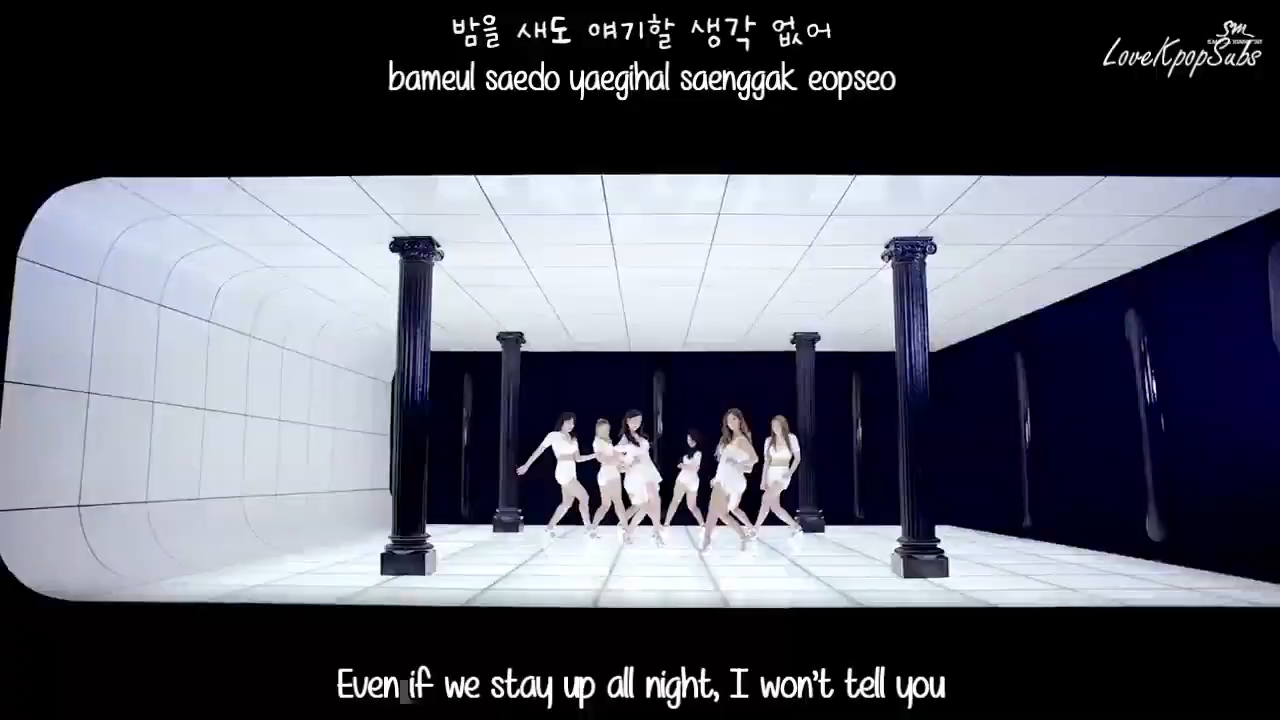 밤을 새도 얘기할 생각 없어
bameul saedo yaegihal saenggak eopseo
SM
LoveKpopSubs
Even if we stay up all night, I won't tell you